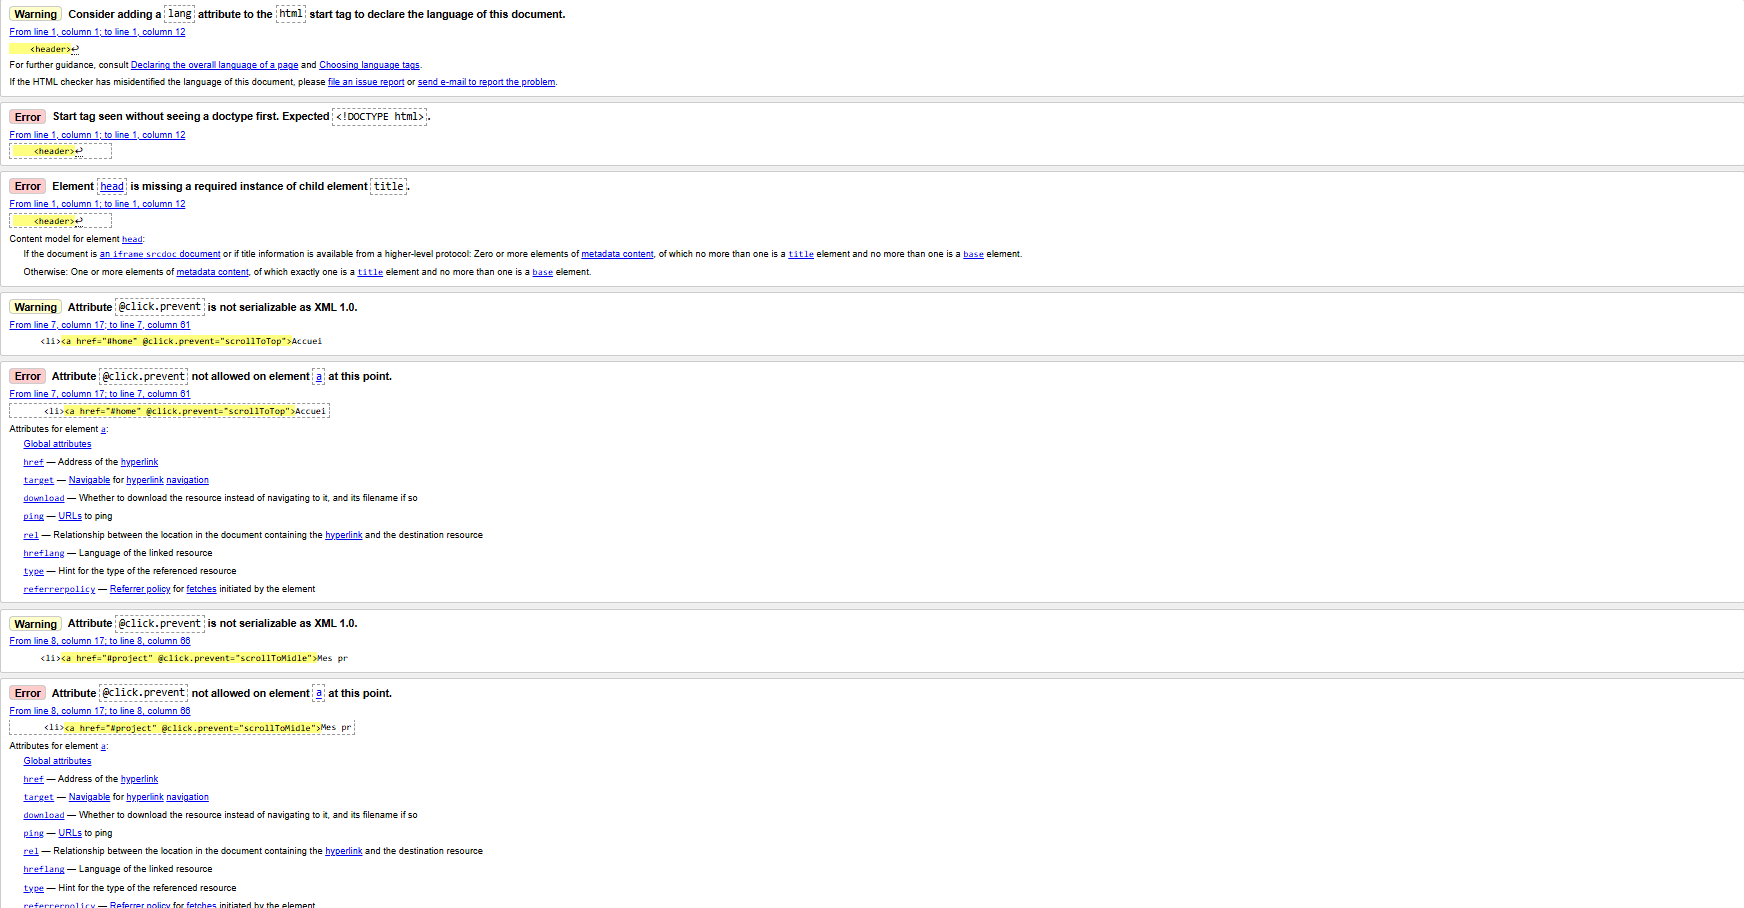 Warning Consider adding a lang attribute to the html start tag to declare the language of this document.
From line 1, column 1; to line 1, column 12
<header>↩
For further guidance, consult Declaring the overall language of a page and Choosing language tags.
If the HTML checker has misidentified the language of this document, please file an issue report or send e-mail to report the problem.
Error Start tag seen without seeing a doctype first. Expected <!DOCTYPE html>.
From line 1, column 1; to line 1, column 12
<header>↩
Error Element head is missing a required instance of child element title.
From line 1, column 1; to line 1, column 12
<header>↩
Content model for element head:
If the document is an iframe srcdoc document or if title information is available from a higher-level protocol: Zero or more elements of metadata content, of which no more than one is a title element and no more than one is a base element.
Otherwise: One or more elements of metadata content, of which exactly one is a title element and no more than one is a base element.
Warning Attribute @click.prevent is not serializable as XML 1.0.
From line 7, column 17; to line 7, column 61
<li><a href="#home" @click.prevent="scrollToTop">Accuei
Error Attribute @click.prevent not allowed on element a at this point.
From line 7, column 17; to line 7, column 61
<li><a href="#home" @click.prevent="scrollToTop">Accuei
Attributes for element a:
Global attributes
href — Address of the hyperlink
target — Navigable for hyperlink navigation
download — Whether to download the resource instead of navigating to it, and its filename if so
ping — URLs to ping
rel — Relationship between the location in the document containing the hyperlink and the destination resource
hreflang — Language of the linked resource
type — Hint for the type of the referenced resource
referrerpolicy — Referrer policy for fetches initiated by the element
Warning Attribute @click.prevent is not serializable as XML 1.0.
From line 8, column 17; to line 8, column 66
<li><a href="#project" @click.prevent="scrollToMidle">Mes pr
Error Attribute @click.prevent not allowed on element a at this point.
From line 8, column 17; to line 8, column 66
<li><a href="#project" @click.prevent="scrollToMidle">Mes pr
Attributes for element a:
Global attributes
href — Address of the hyperlink
target — Navigable for hyperlink navigation
download — Whether to download the resource instead of navigating to it, and its filename if so
ping — URLs to ping
rel — Relationship between the location in the document containing the hyperlink and the destination resource
hreflang — Language of the linked resource
type — Hint for the type of the referenced resource
referrerpolicy — Referrer policy for fetches initiated by the element